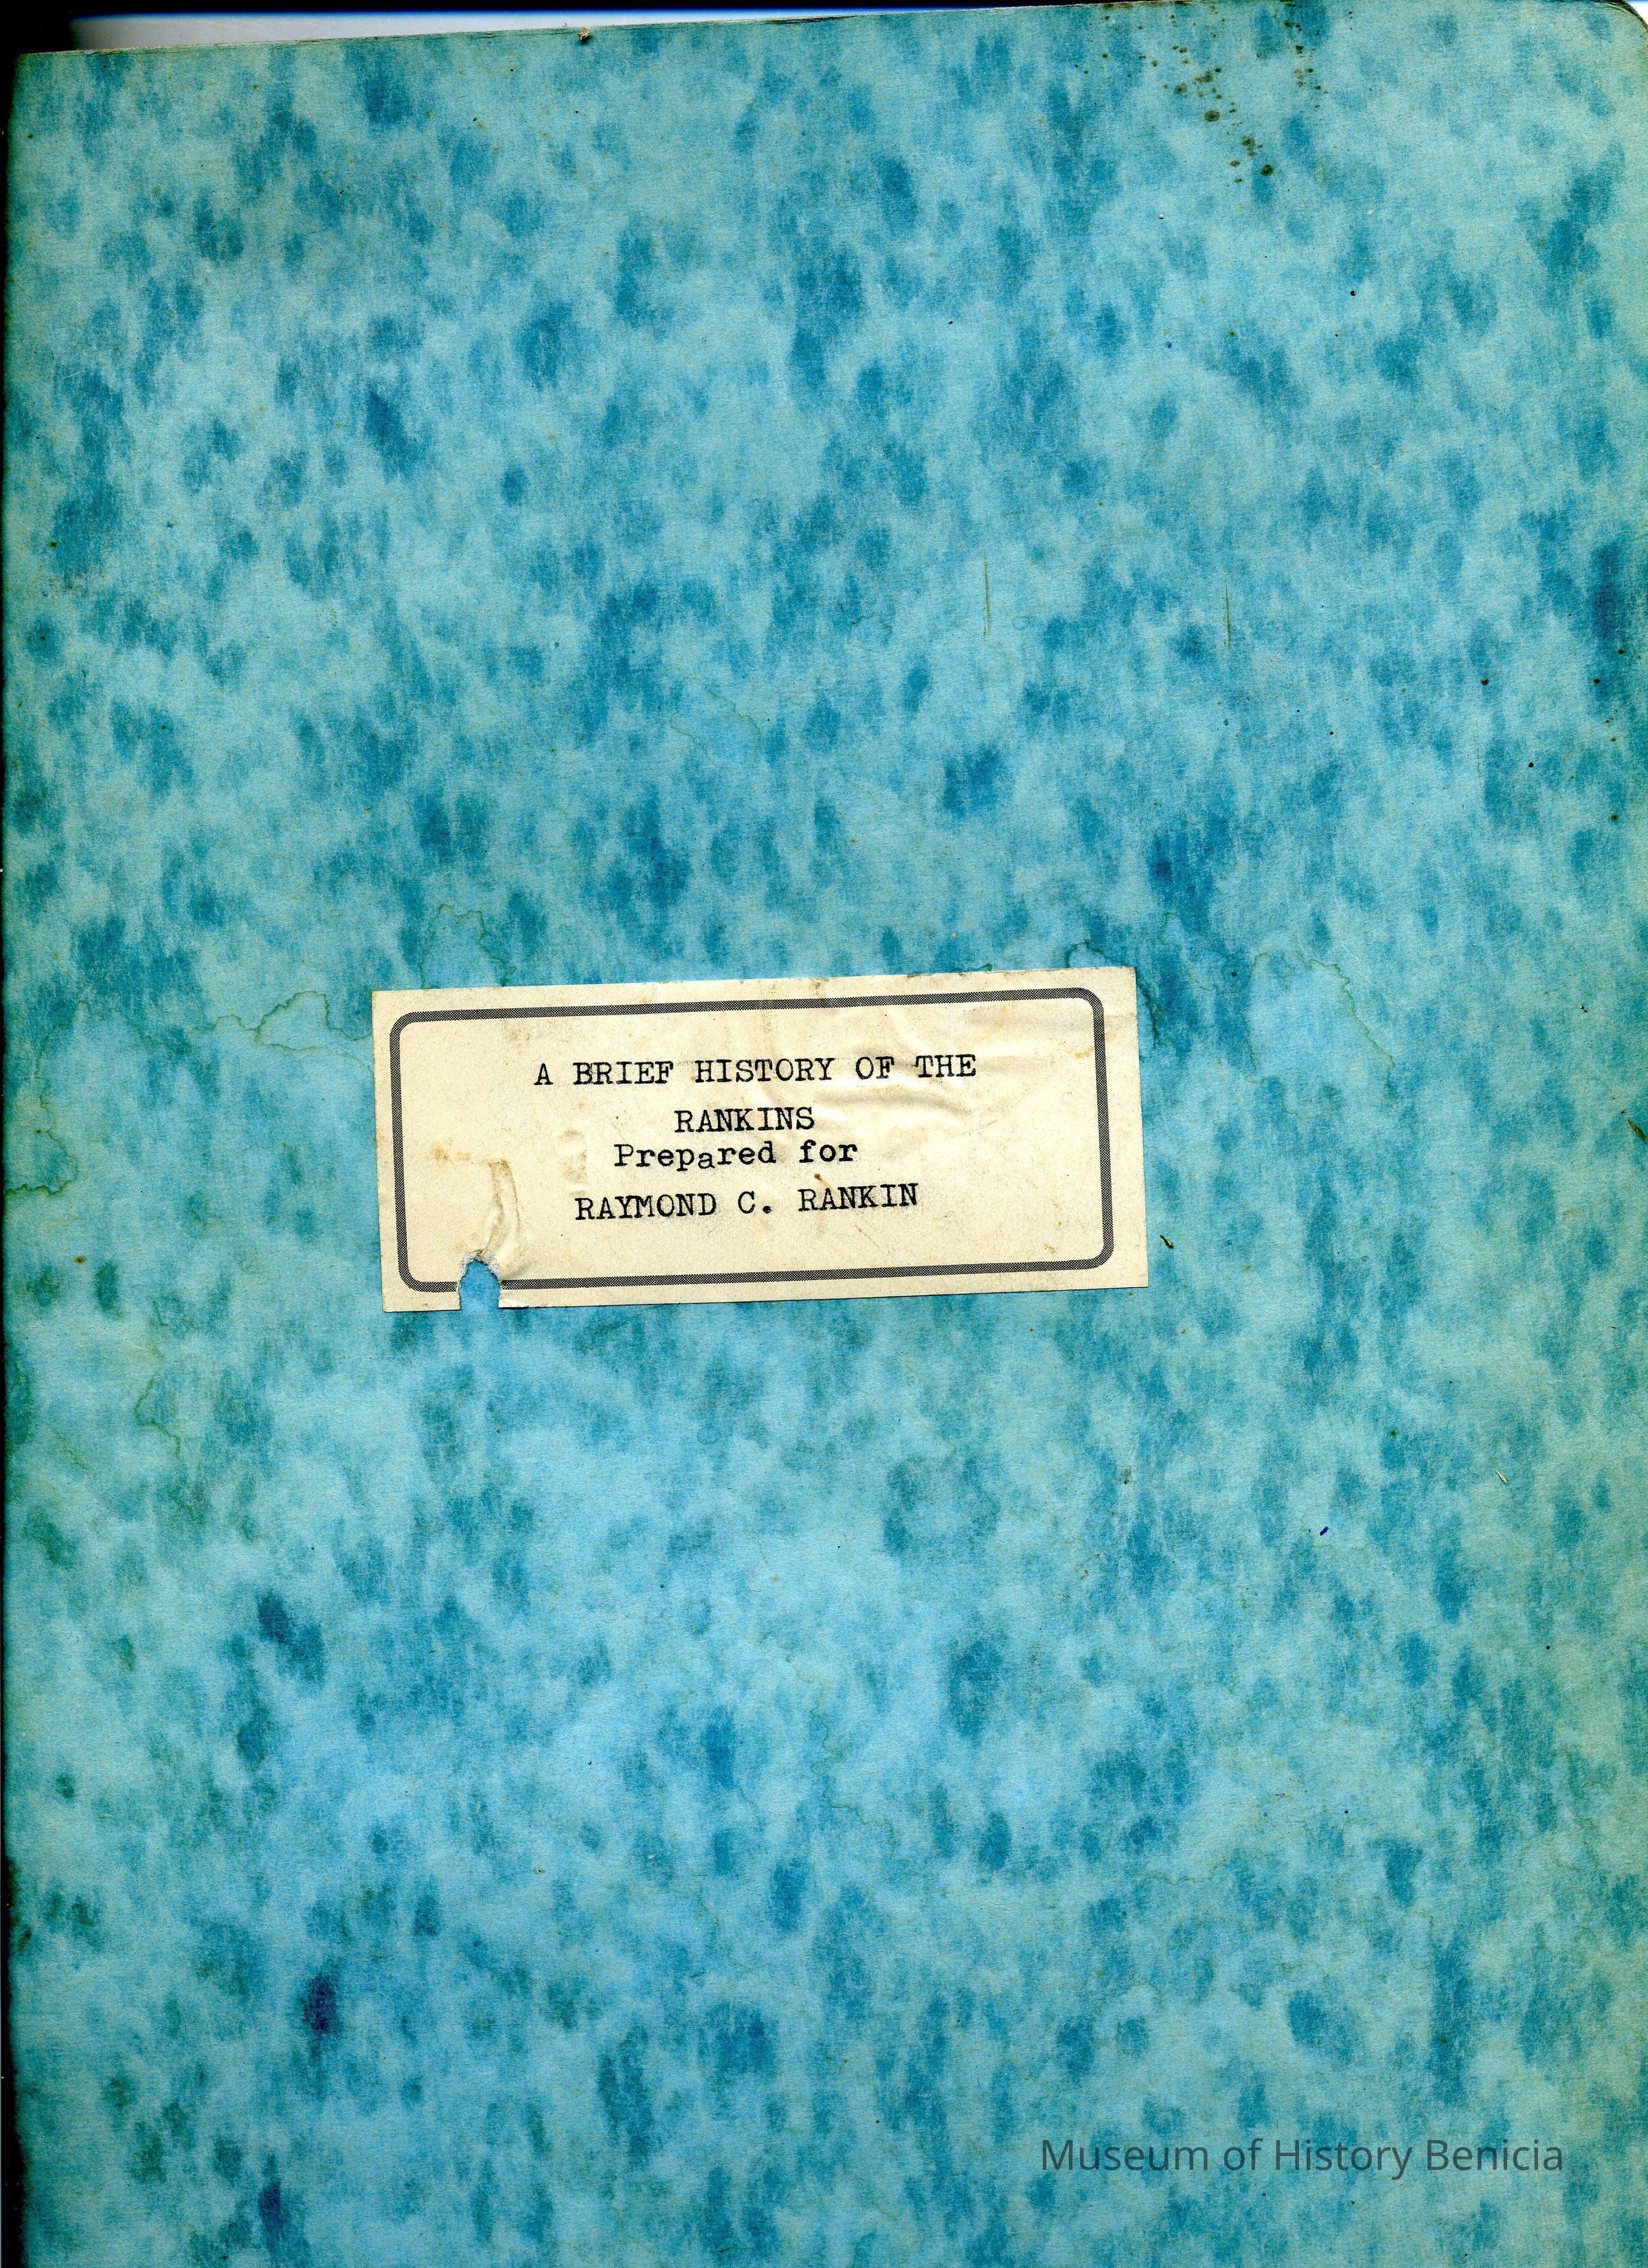 A BRIEF HISTORY OF THE
RANKINS
Prepared for
RAYMOND C. RANKIN
Museum of History Benicia